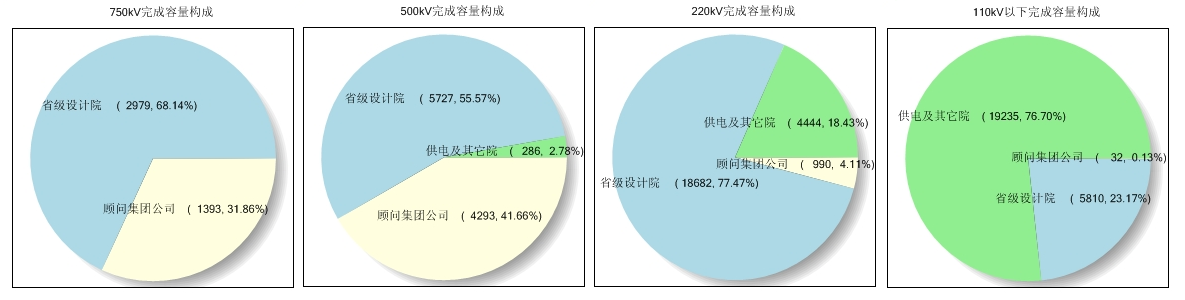 750kV完成容量构成
省级设计院 ( 2979, 68.14%)
顾问集团公司 ( 1393, 31.86%)
500kV完成容量构成
省级设计院 ( 5727, 55.57%)
供电及其它院 ( 286, 2.78%)
顾问集团公司 ( 4293, 41.66%)
220kV完成容量构成
供电及其它院 ( 4444, 18.43%)
顾问集团公司 ( 990, 4.11%)
省级设计院 ( 18682, 77.47%)
110kV以下完成容量构成
供电及其它院 ( 19235, 76.70%)
顾问集团公司 ( 32, 0.13%)
省级设计院 ( 5810, 23.17%)